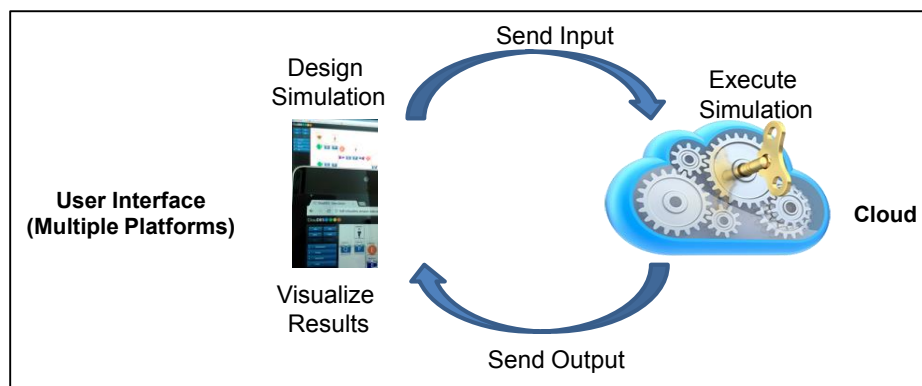 Send Input
Design
Simulation
Execute
Simulation
User Interface
(Multiple Platforms)
Cloud
Visualize
Results
Send Output